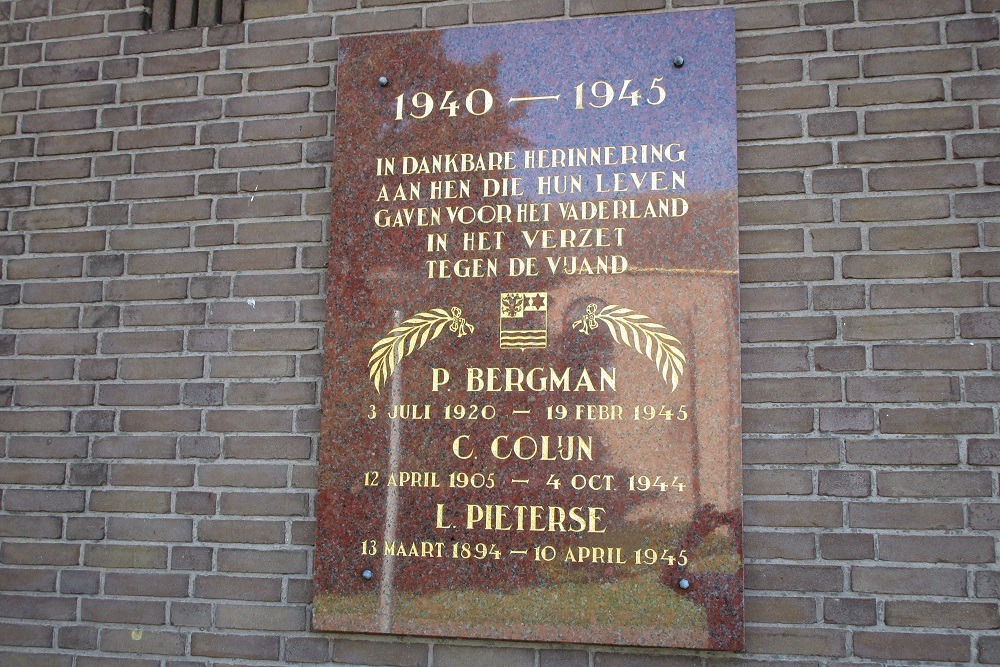 1940 — 1945
IN DANKBARE HERINNERING
AAN HEN DIE HUN LEVEN
GAVEN VOOR HET VADERLAND
IN HET VERZET
TEGEN DE VIJAND
P. BERGMAN
3 JULI 1920 — 19 FEBR 1945
C. COLIJN
12 APRIL 1905 — 4 OCT. 1944
L. PIETERSE
13 MAART 1894 — 10 APRIL 1945